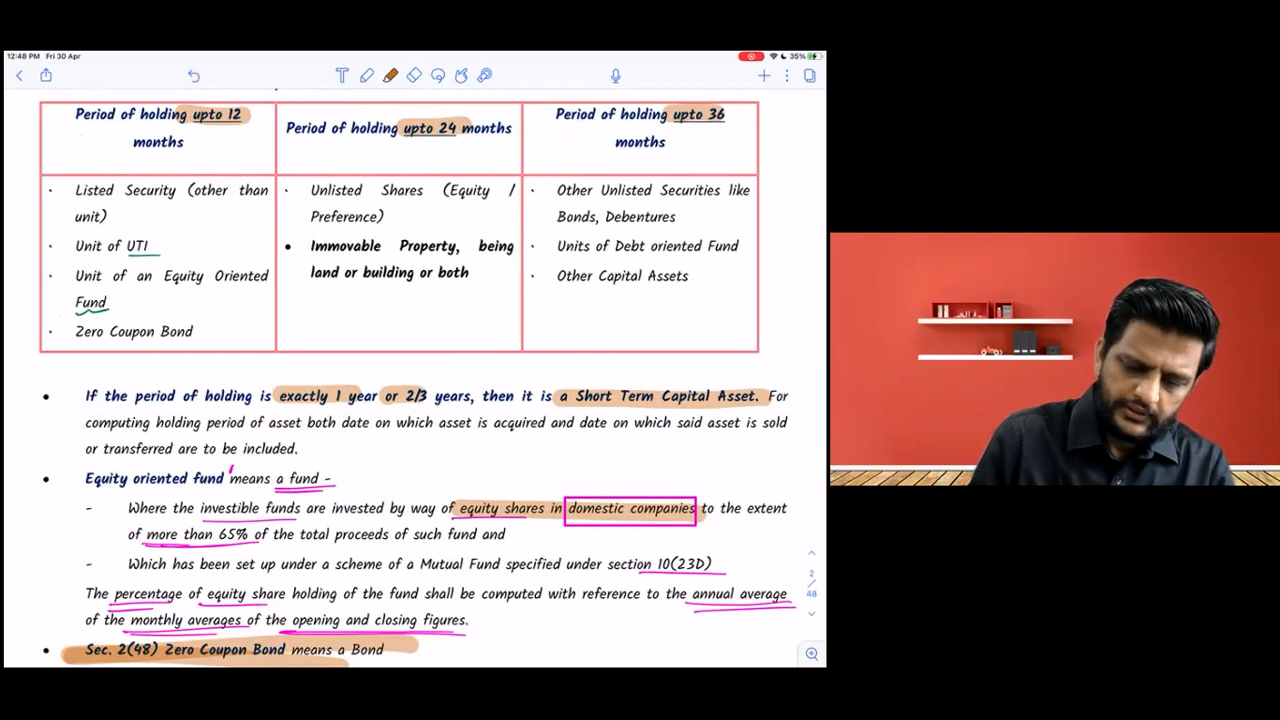 12:48 PM Fri 30 Apr
35%
Period of holding upto 12
months
Period of holding upto 24 months
Period of holding upto 36
months
· Listed Security (other than
unit)
· Unit of UTI
· Unit of an Equity Oriented
Fund
· Zero Coupon Bond
· Unlisted Shares (Equity /
Preference)
• Immovable Property, being
land or building or both
· Other Unlisted Securities like
Bonds, Debentures
· Units of Debt oriented Fund
· Other Capital Assets
• If the period of holding is exactly 1 year or 2/3 years, then it is a Short Term Capital Asset. For
computing holding period of asset both date on which asset is acquired and date on which said asset is sold
or transferred are to be included.
• Equity oriented fund means a fund -
- Where the investible funds are invested by way of equity shares in domestic companies to the extent
of more than 65% of the total proceeds of such fund and
- Which has been set up under a scheme of a Mutual Fund specified under section 10(23D)
The percentage of equity share holding of the fund shall be computed with reference to the annual average
of the monthly averages of the opening and closing figures.
• Sec. 2(48) Zero Coupon Bond means a Bond
2
/
48